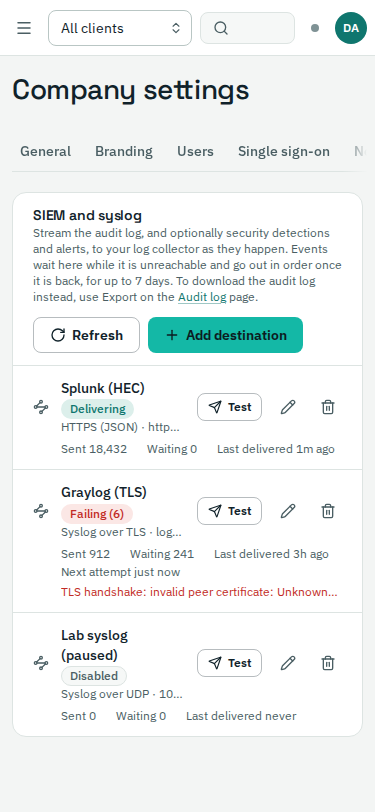 All clients
DA
Company settings
General Branding Users Single sign-on
SIEM and syslog
Stream the audit log, and optionally security detections
and alerts, to your log collector as they happen. Events
wait here while it is unreachable and go out in order once
it is back, for up to 7 days. To download the audit log
instead, use Export on the Audit log page.
Refresh Add destination
Splunk (HEC)
Delivering
HTTPS (JSON) · http...
Test
Sent 18,432 Waiting 0 Last delivered 1m ago
Graylog (TLS)
Failing (6)
Syslog over TLS · log...
Test
Sent 912 Waiting 241 Last delivered 3h ago
Next attempt just now
TLS handshake: invalid peer certificate: Unknown...
Lab syslog
(paused)
Disabled
Syslog over UDP · 10...
Test
Sent 0 Waiting 0 Last delivered never